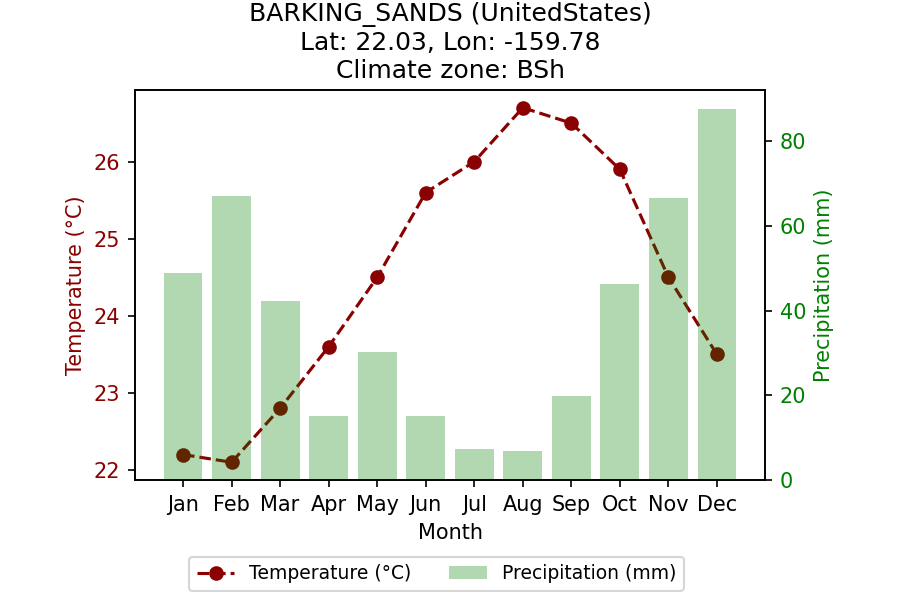 BARKING_SANDS (UnitedStates)
Lat: 22.03, Lon: -159.78
Climate zone: BSh
Temperature (°C)
26
25
24
23
22
80
60
40
20
0
Precipitation (mm)
Jan Feb Mar Apr May Jun Jul Aug Sep Oct Nov Dec
Month
Temperature (°C) Precipitation (mm)